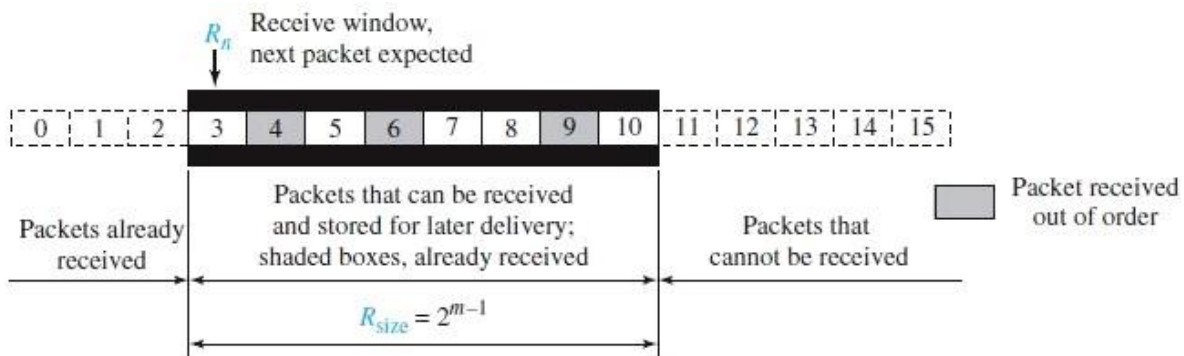 Rn Receive window,
next packet expected
0 1 2 3 4 5 6 7 8 9 10 11 12 13 14 15
Packets already
received
Packets that can be received
and stored for later delivery;
shaded boxes, already received
Packets that
cannot be received
Packet received
out of order
Rsize = 2^{m–1}